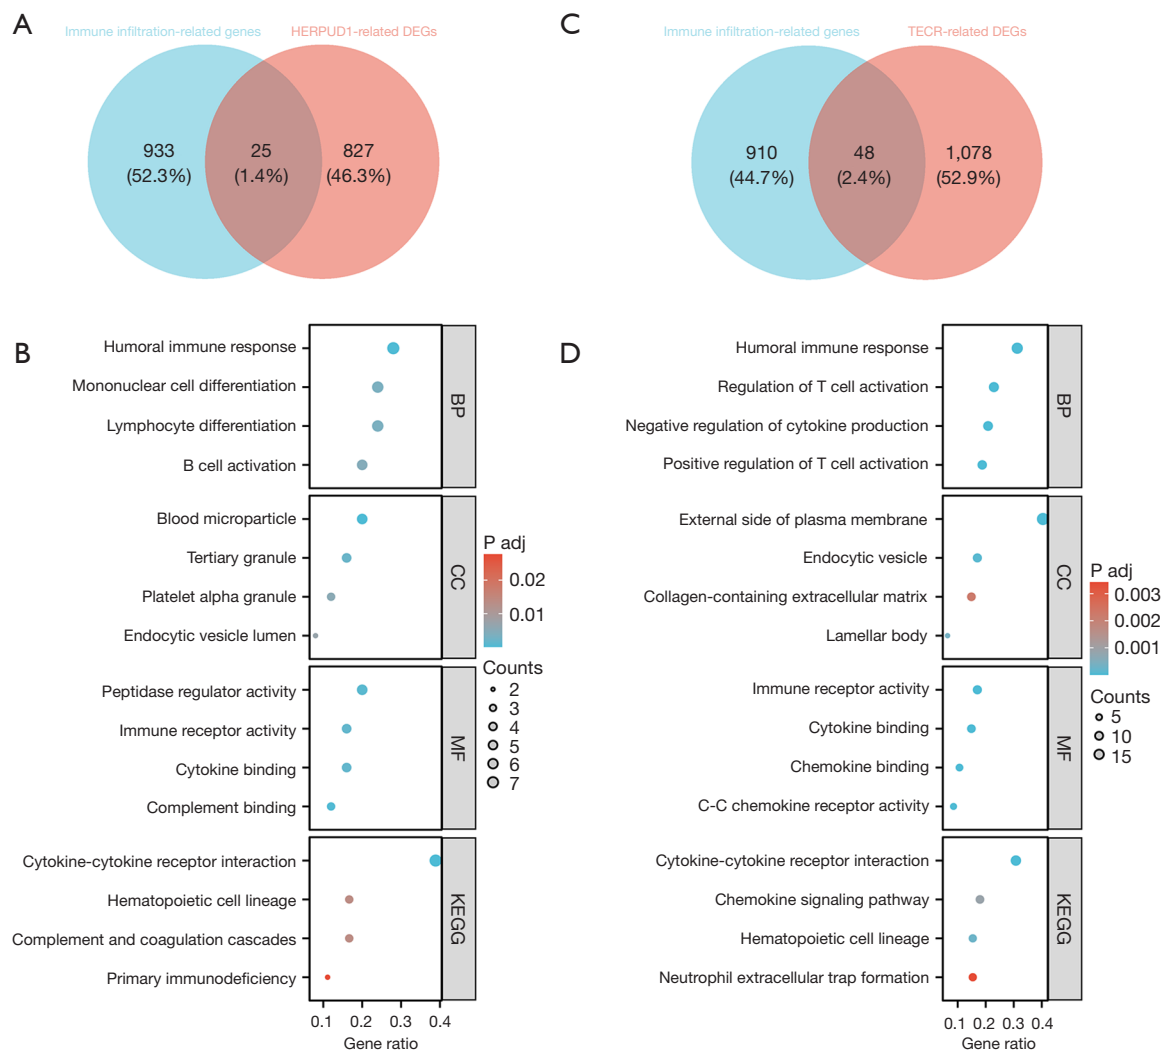 A
Immune infiltration-related genes
HERPUD1-related DEGs
933
(52.3%)
25
(1.4%)
827
(46.3%)
C
Immune infiltration-related genes
TECR-related DEGs
910
(44.7%)
48
(2.4%)
1,078
(52.9%)
B
Humoral immune response
Mononuclear cell differentiation
Lymphocyte differentiation
B cell activation
BP
Blood microparticle
Tertiary granule
Platelet alpha granule
Endocytic vesicle lumen
CC
Peptidase regulator activity
Immune receptor activity
Cytokine binding
Complement binding
MF
Cytokine-cytokine receptor interaction
Hematopoietic cell lineage
Complement and coagulation cascades
Primary immunodeficiency
KEGG
0.1 0.2 0.3 0.4
Gene ratio
P adj
0.02
0.01
Counts
2
3
4
5
6
7
D
Humoral immune response
Regulation of T cell activation
Negative regulation of cytokine production
Positive regulation of T cell activation
BP
External side of plasma membrane
Endocytic vesicle
Collagen-containing extracellular matrix
Lamellar body
CC
Immune receptor activity
Cytokine binding
Chemokine binding
C-C chemokine receptor activity
MF
Cytokine-cytokine receptor interaction
Chemokine signaling pathway
Hematopoietic cell lineage
Neutrophil extracellular trap formation
KEGG
0.1 0.2 0.3 0.4
Gene ratio
P adj
0.003
0.002
0.001
Counts
5
10
15